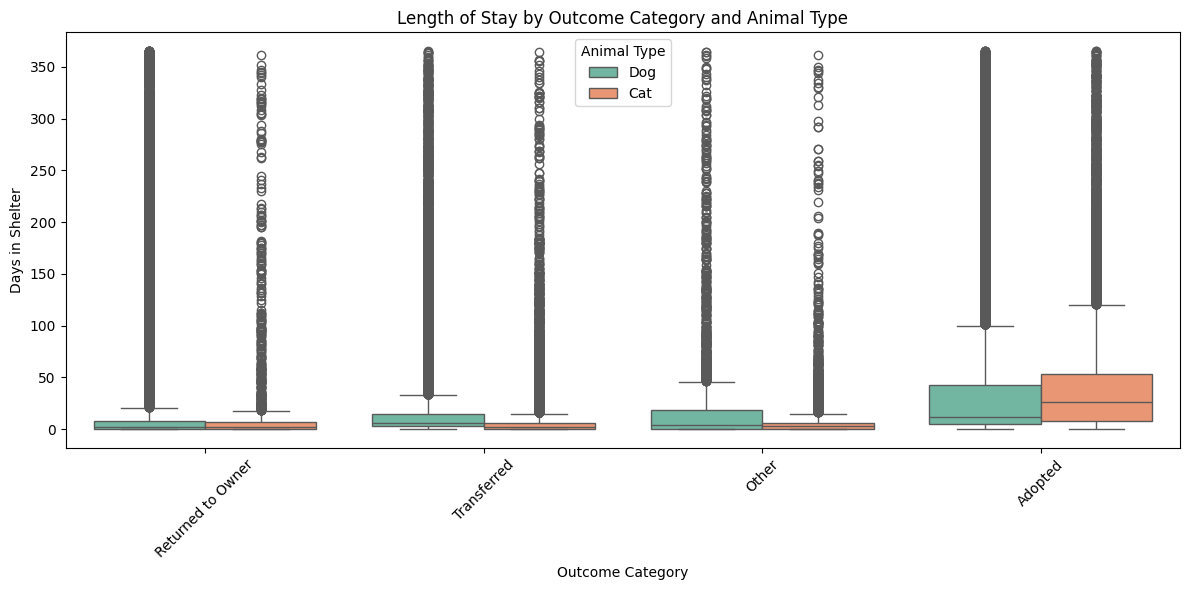 Length of Stay by Outcome Category and Animal Type
Animal Type
Dog
Cat
Days in Shelter
350
300
250
200
150
100
50
0
Returned to Owner
Transferred
Other
Adopted
Outcome Category